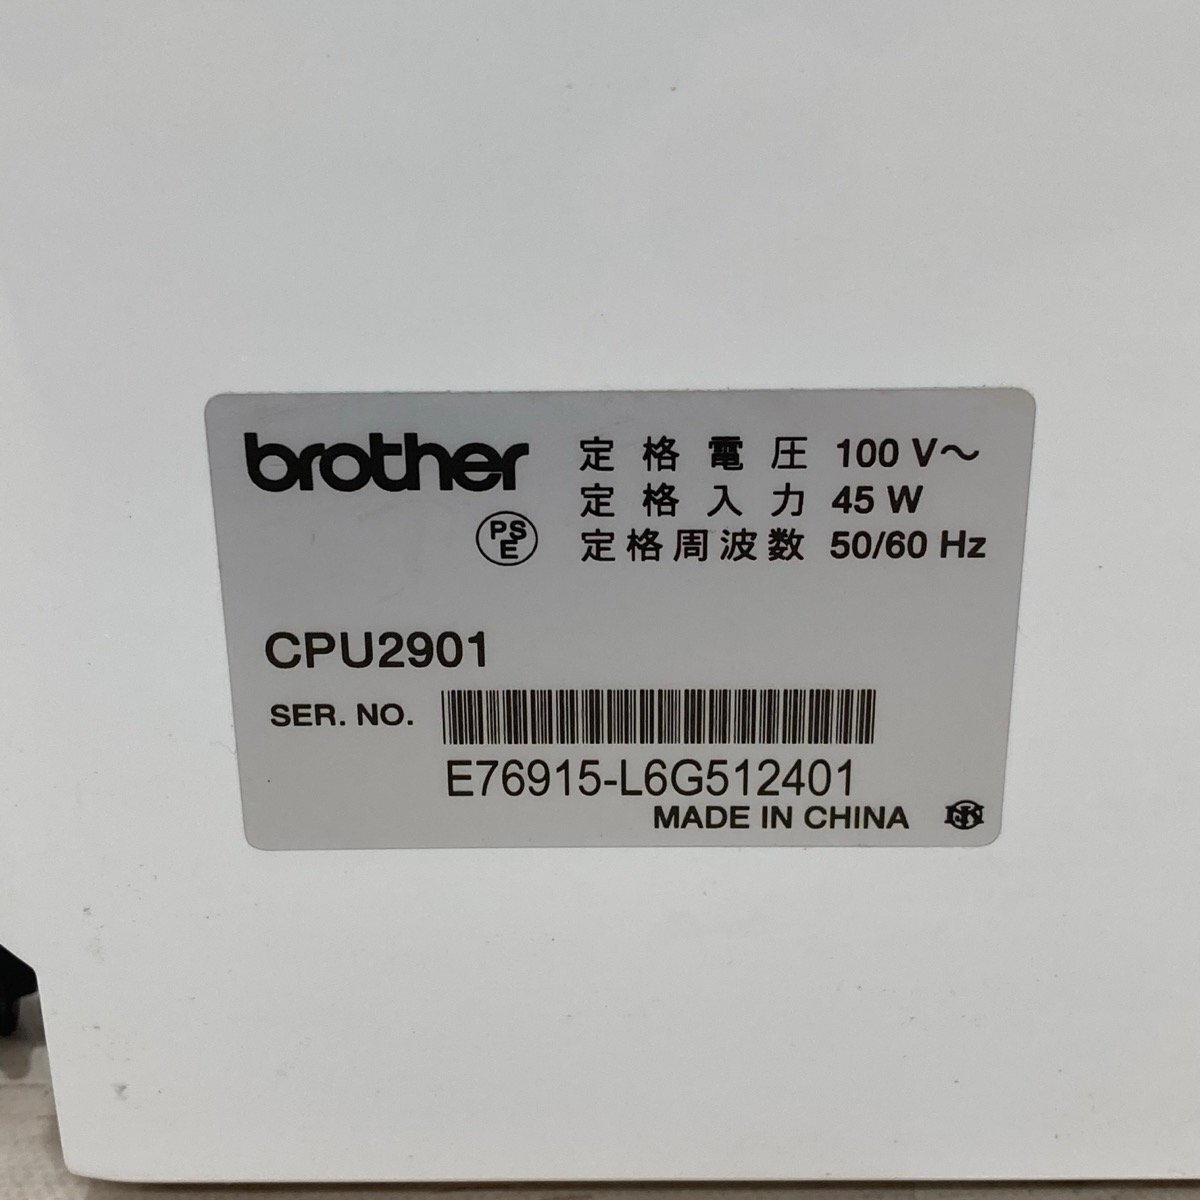 brother
PSE
定格電圧 100 V～
定格入力 45 W
定格周波数 50/60 Hz
CPU2901
SER. NO.
E76915-L6G512401
MADE IN CHINA